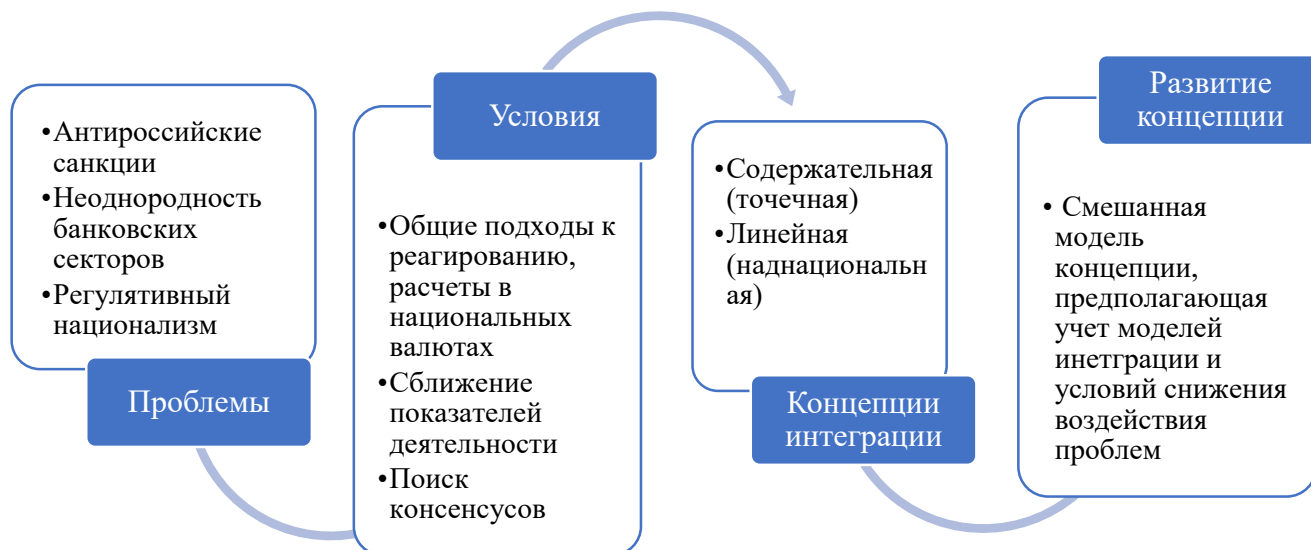 •Антироссийские
санкции
•Неоднородность
банковских
секторов
•Регулятивный
национализм
Проблемы
Условия
•Общие подходы к
реагированию,
расчеты в
национальных
валютах
•Сближение
показателей
деятельности
•Поиск
консенсусов
•Содержательная
(точечная)
•Линейная
(наднациональн
ая)
Концепции
интеграции
Развитие
концепции
• Смешанная
модель
концепции,
предполагающая
учет моделей
инетграции и
условий снижения
воздействия
проблем